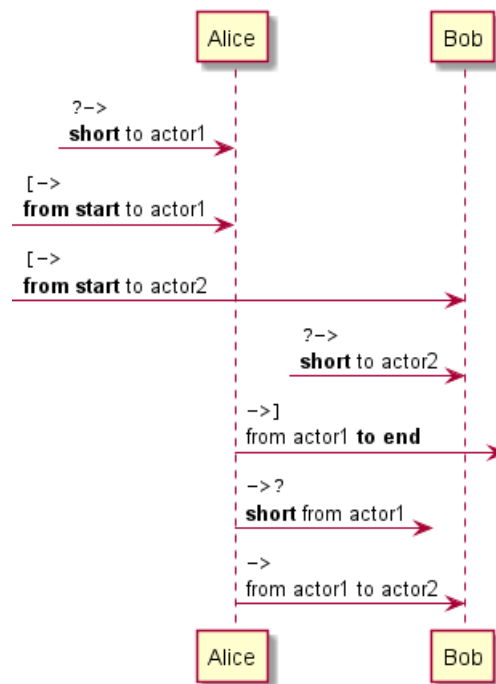 Alice Bob
?->
short to actor1
[->
from start to actor1
[->
from start to actor2
?->
short to actor2
->]
from actor1 to end
->?
short from actor1
->
from actor1 to actor2
Alice Bob